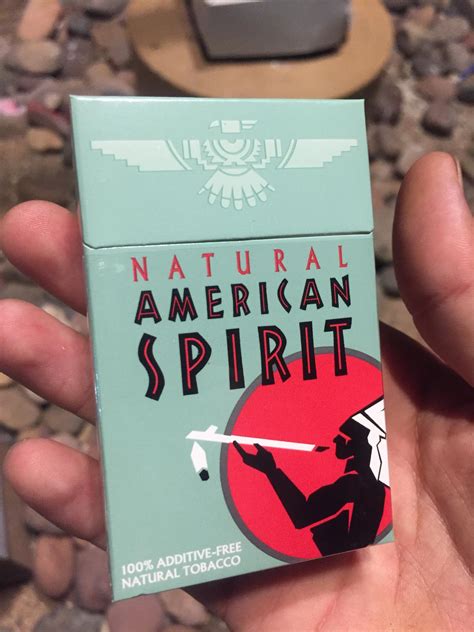 NATURAL
AMERICAN
SPIRIT
100% ADDITIVE-FREE
NATURAL TOBACCO